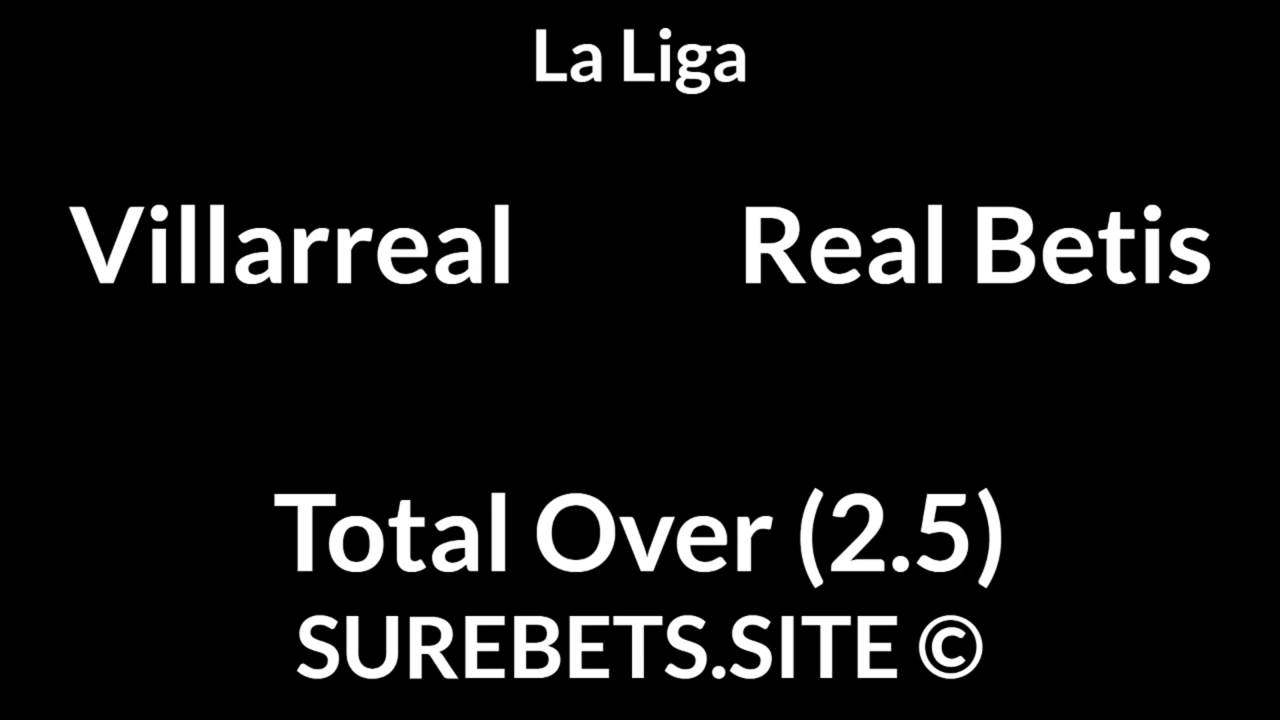 La Liga
Villarreal Real Betis
Total Over (2.5)
SUREBETS.SITE ©